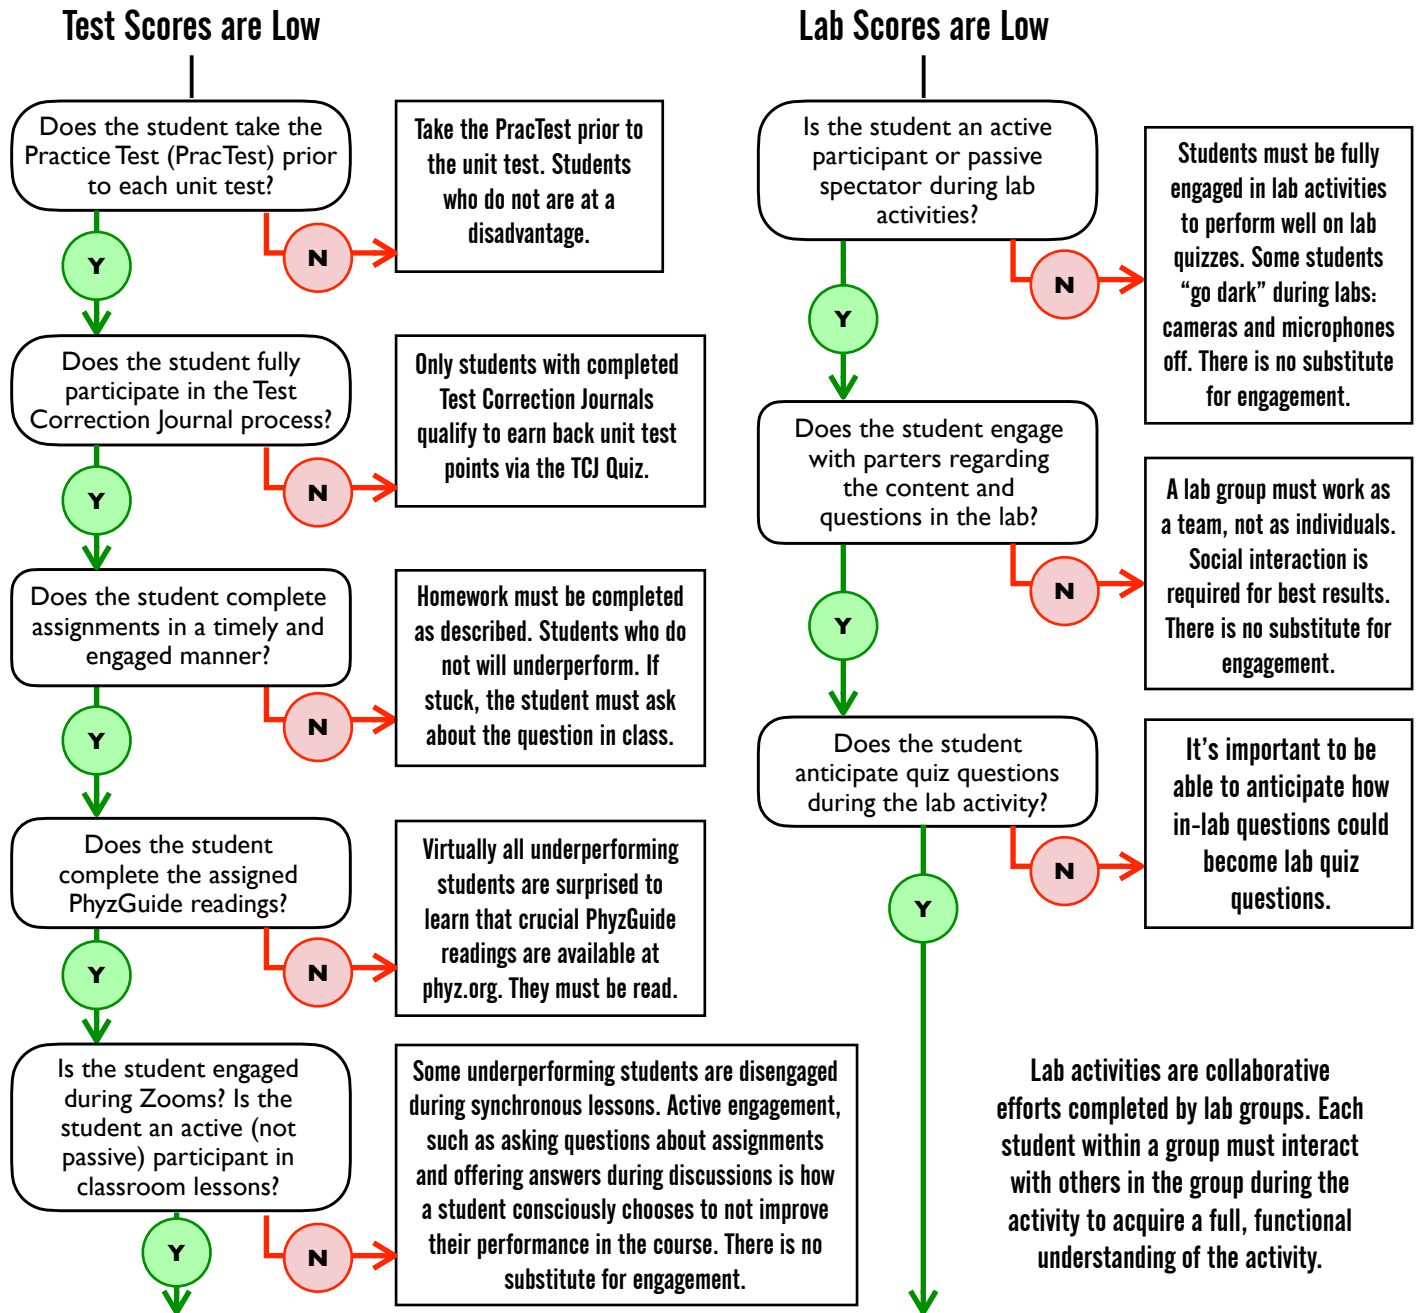 Test Scores are Low
Does the student take the
Practice Test (PracTest) prior
to each unit test?
Y
N
Take the PracTest prior to
the unit test. Students
who do not are at a
disadvantage.
Does the student fully
participate in the Test
Correction Journal process?
Y
N
Only students with completed
Test Correction Journals
qualify to earn back unit test
points via the TCJ Quiz.
Does the student complete
assignments in a timely and
engaged manner?
Y
N
Homework must be completed
as described. Students who do
not will underperform. If
stuck, the student must ask
about the question in class.
Does the student
complete the assigned
PhyzGuide readings?
Y
N
Virtually all underperforming
students are surprised to
learn that crucial PhyzGuide
readings are available at
phyz.org. They must be read.
Is the student engaged
during Zooms? Is the
student an active (not
passive) participant in
classroom lessons?
Y
N
Some underperforming students are disengaged
during synchronous lessons. Active engagement,
such as asking questions about assignments
and offering answers during discussions is how
a student consciously chooses to not improve
their performance in the course. There is no
substitute for engagement.
Lab Scores are Low
Is the student an active
participant or passive
spectator during lab
activities?
Y
N
Students must be fully
engaged in lab activities
to perform well on lab
quizzes. Some students
“go dark” during labs:
cameras and microphones
off. There is no substitute
for engagement.
Does the student engage
with parters regarding
the content and
questions in the lab?
Y
N
A lab group must work as
a team, not as individuals.
Social interaction is
required for best results.
There is no substitute for
engagement.
Does the student
anticipate quiz questions
during the lab activity?
Y
N
It’s important to be
able to anticipate how
in-lab questions could
become lab quiz
questions.
Lab activities are collaborative
efforts completed by lab groups. Each
student within a group must interact
with others in the group during the
activity to acquire a full, functional
understanding of the activity.